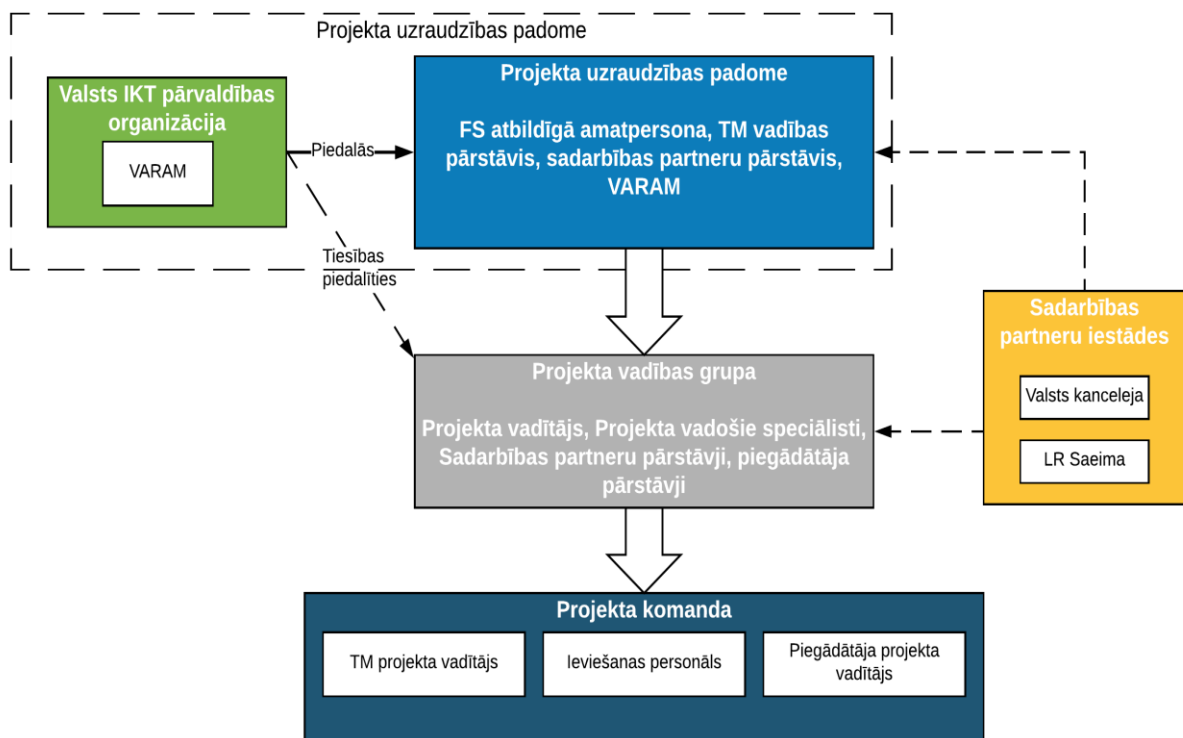 Projekta uzraudzības padome
Valsts IKT pārvaldības
organizācija
VARAM
Piedalās
Projekta uzraudzības padome
FS atbildīgā amatpersona, TM vadības
pārstāvis, sadarbības partneru pārstāvis,
VARAM
Tiesības
piedalīties
Sadarbības
partneru iestādes
Valsts kanceleja
LR Saeima
Projekta vadības grupa
Projekta vadītājs, Projekta vadošie speciālisti,
Sadarbības partneru pārstāvji, piegādātāja
pārstāvji
Projekta komanda
TM projekta vadītājs
Ieviešanas personāls
Piegādātāja projekta
vadītājs